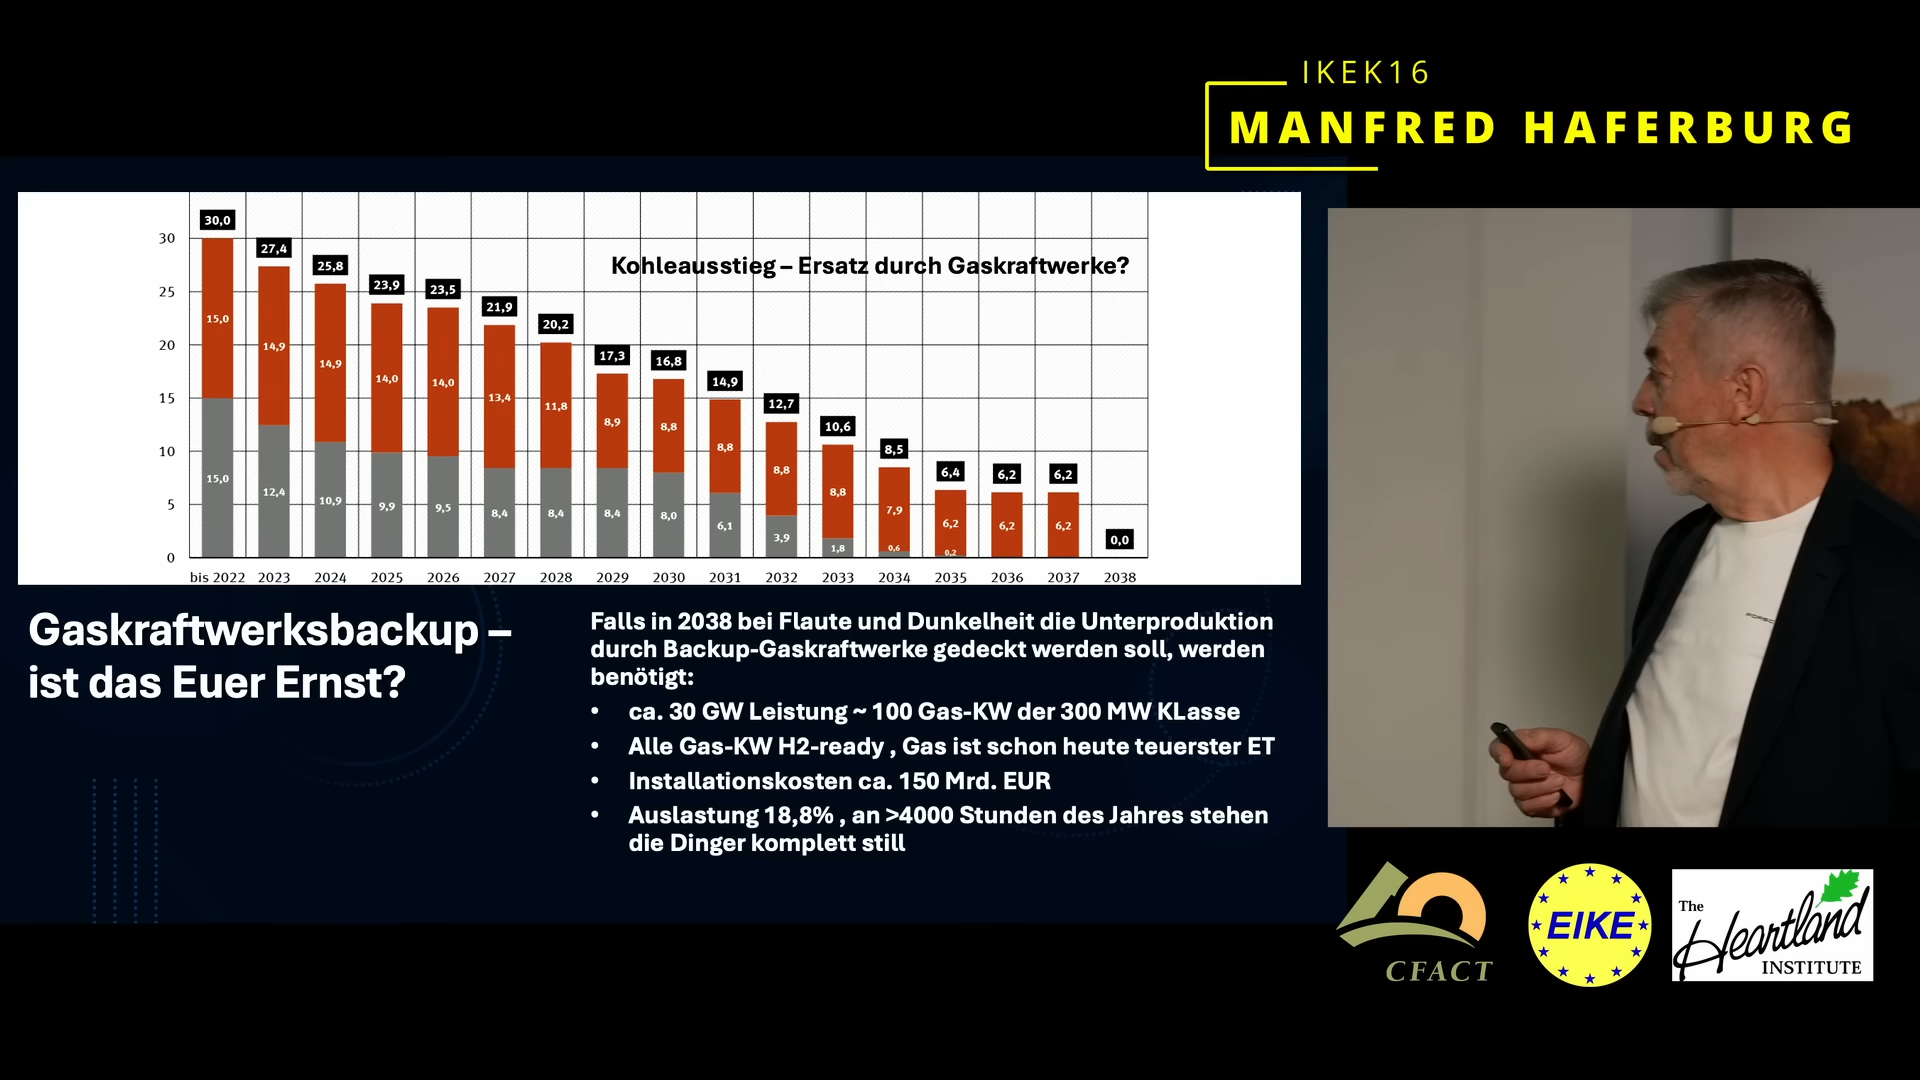 IKEK16
MANFRED HAFERBURG
Kohleausstieg – Ersatz durch Gaskraftwerke?
30
25
20
15
10
5
0
30,0
27,4
25,8
23,9
23,5
21,9
20,2
17,3
16,8
14,9
12,7
10,6
8,5
6,4
6,2
6,2
0,0
15,0
14,9
14,9
14,0
14,0
13,4
11,8
8,9
8,8
8,8
8,8
8,8
7,9
6,2
6,2
6,2
15,0
12,4
10,9
9,9
9,5
8,4
8,4
8,4
8,0
6,1
3,9
1,8
0,6
0,2
bis 2022 2023 2024 2025 2026 2027 2028 2029 2030 2031 2032 2033 2034 2035 2036 2037 2038
Gaskraftwerksbackup –
ist das Euer Ernst?
Falls in 2038 bei Flaute und Dunkelheit die Unterproduktion
durch Backup-Gaskraftwerke gedeckt werden soll, werden
benötigt:
• ca. 30 GW Leistung ~ 100 Gas-KW der 300 MW KLasse
• Alle Gas-KW H2-ready , Gas ist schon heute teuerster ET
• Installationskosten ca. 150 Mrd. EUR
• Auslastung 18,8% , an >4000 Stunden des Jahres stehen
die Dinger komplett still
CFACT
EIKE
The
Heartland
INSTITUTE